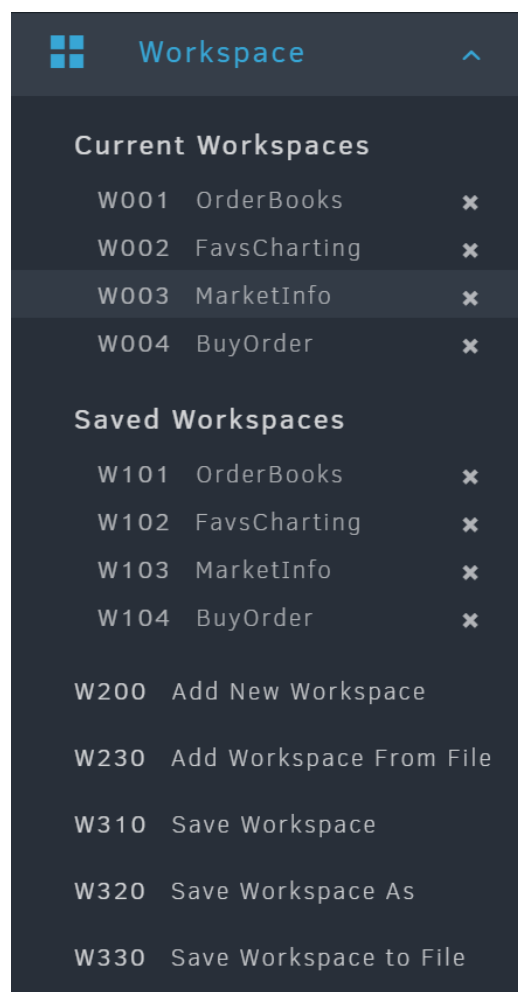 Workspace
Current Workspaces
W001 OrderBooks
W002 FavsCharting
W003 MarketInfo
W004 BuyOrder
Saved Workspaces
W101 OrderBooks
W102 FavsCharting
W103 MarketInfo
W104 BuyOrder
W200 Add New Workspace
W230 Add Workspace From File
W310 Save Workspace
W320 Save Workspace As
W330 Save Workspace to File